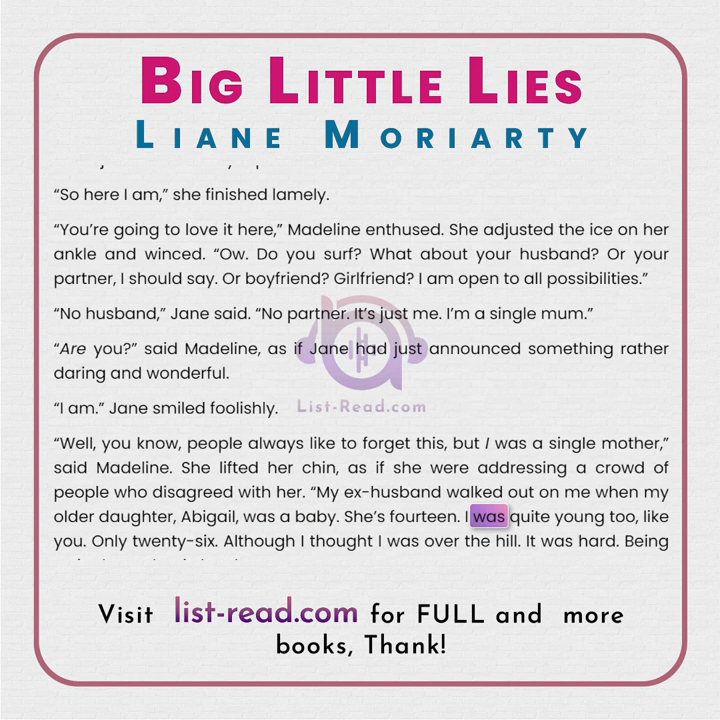 BIG LITTLE LIES
LIANE MORIARTY
“So here I am,” she finished lamely.
“You’re going to love it here,” Madeline enthused. She adjusted the ice on her
ankle and winced. “Ow. Do you surf? What about your husband? Or your
partner, I should say. Or boyfriend? Girlfriend? I am open to all possibilities.”
“No husband,” Jane said. “No partner. It’s just me. I’m a single mum.”
“Are you?” said Madeline, as if Jane had just announced something rather
daring and wonderful.
“I am.” Jane smiled foolishly.
List-Read.com
“Well, you know, people always like to forget this, but I was a single mother,”
said Madeline. She lifted her chin, as if she were addressing a crowd of
people who disagreed with her. “My ex-husband walked out on me when my
older daughter, Abigail, was a baby. She’s fourteen. I was quite young too, like
you. Only twenty-six. Although I thought I was over the hill. It was hard. Being
Visit list-read.com for FULL and more
books, Thank!